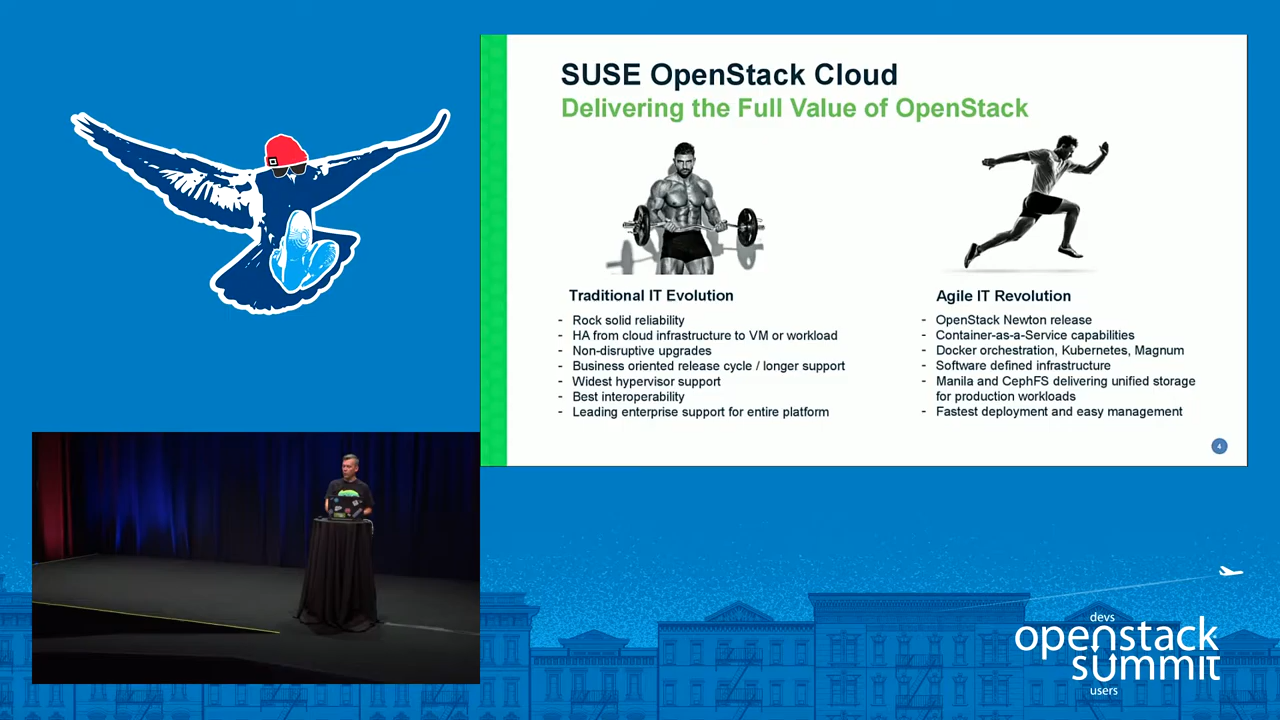 SUSE OpenStack Cloud
Delivering the Full Value of OpenStack
Traditional IT Evolution
- Rock solid reliability
- HA from cloud infrastructure to VM or workload
- Non-disruptive upgrades
- Business oriented release cycle / longer support
- Widest hypervisor support
- Best interoperability
- Leading enterprise support for entire platform
Agile IT Revolution
- OpenStack Newton release
- Container-as-a-Service capabilities
- Docker orchestration, Kubernetes, Magnum
- Software defined infrastructure
- Manila and CephFS delivering unified storage
for production workloads
- Fastest deployment and easy management
4
devs
openstack
summit
users